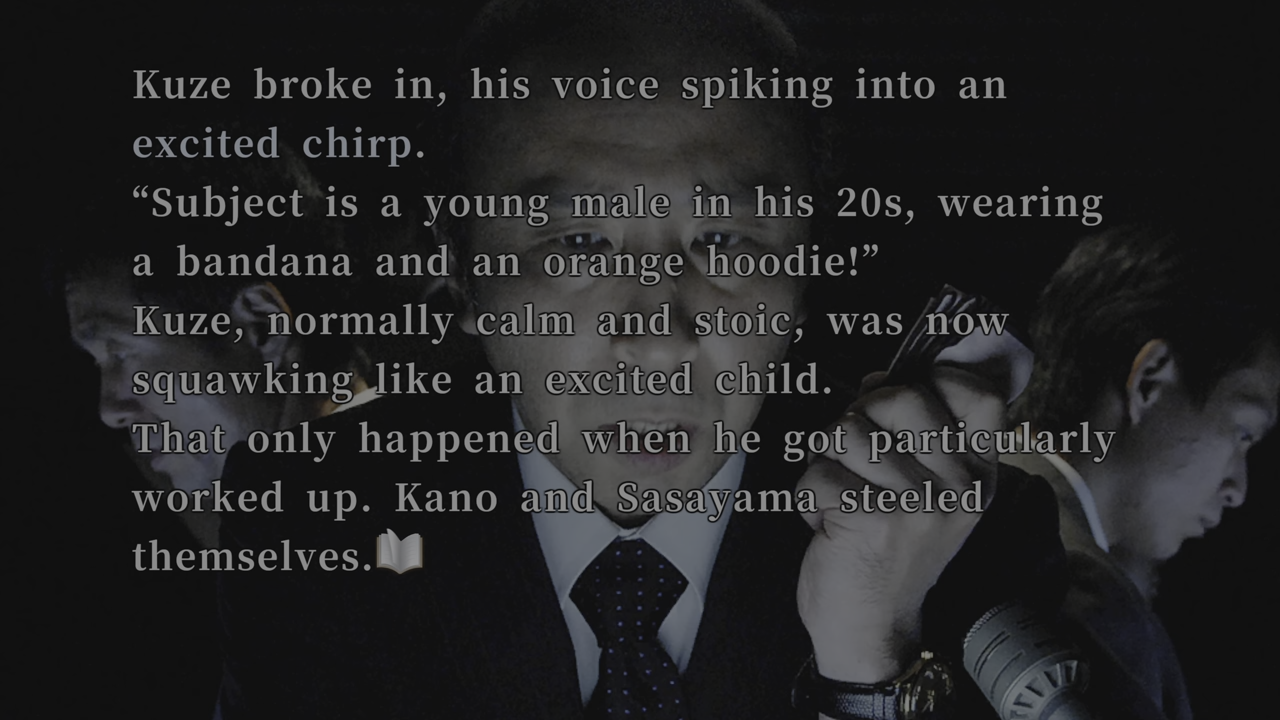 Kuze broke in, his voice spiking into an
excited chirp.
“Subject is a young male in his 20s, wearing
a bandana and an orange hoodie!”
Kuze, normally calm and stoic, was now
squawking like an excited child.
That only happened when he got particularly
worked up. Kano and Sasayama steeled
themselves.